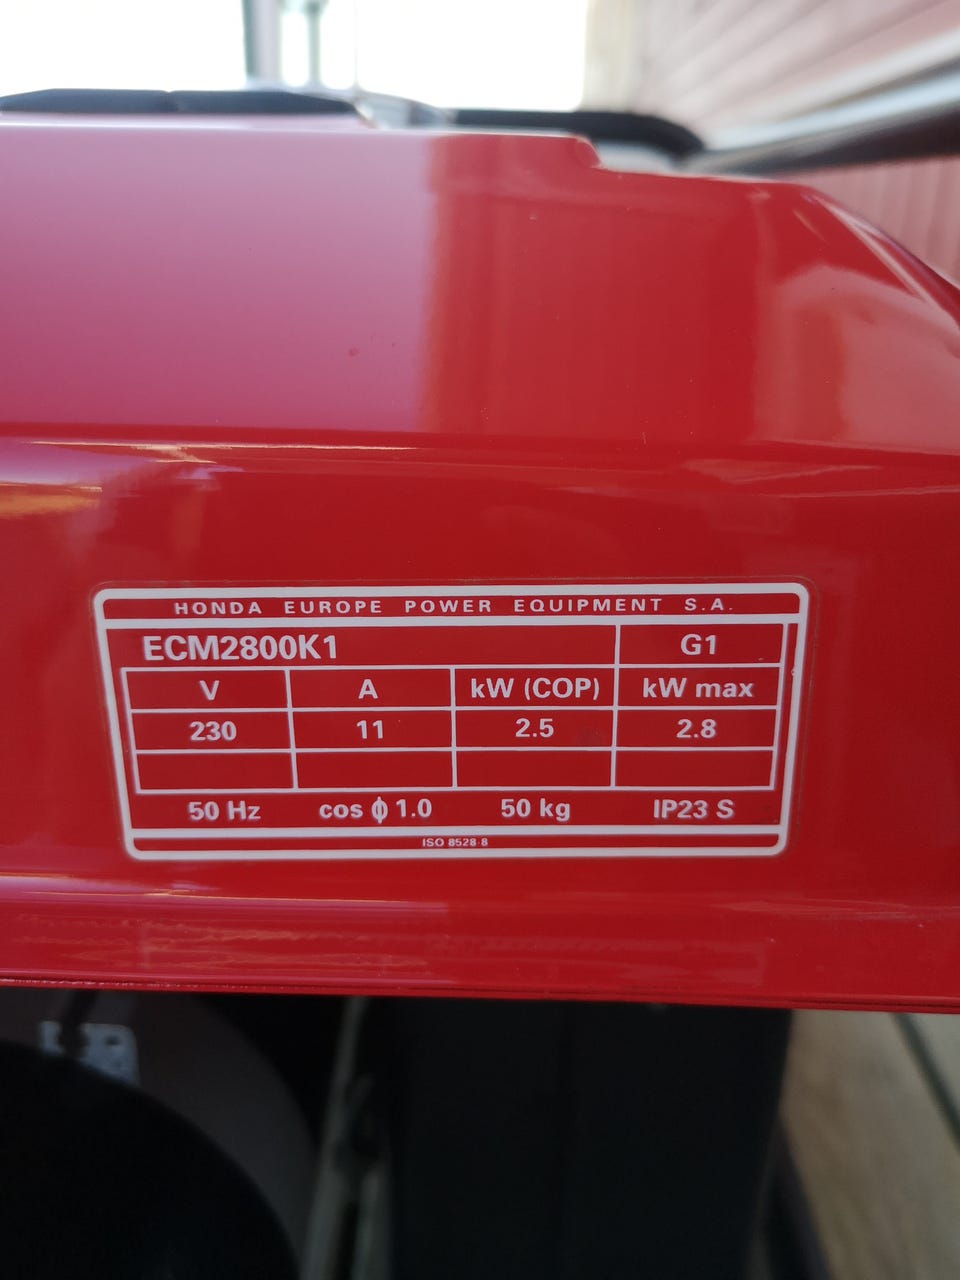 HONDA EUROPE POWER EQUIPMENT S.A.
ECM2800K1 G1
V A kW (COP) kW max
230 11 2.5 2.8
50 Hz cos ϕ 1.0 50 kg IP23 S
ISO 8528-8